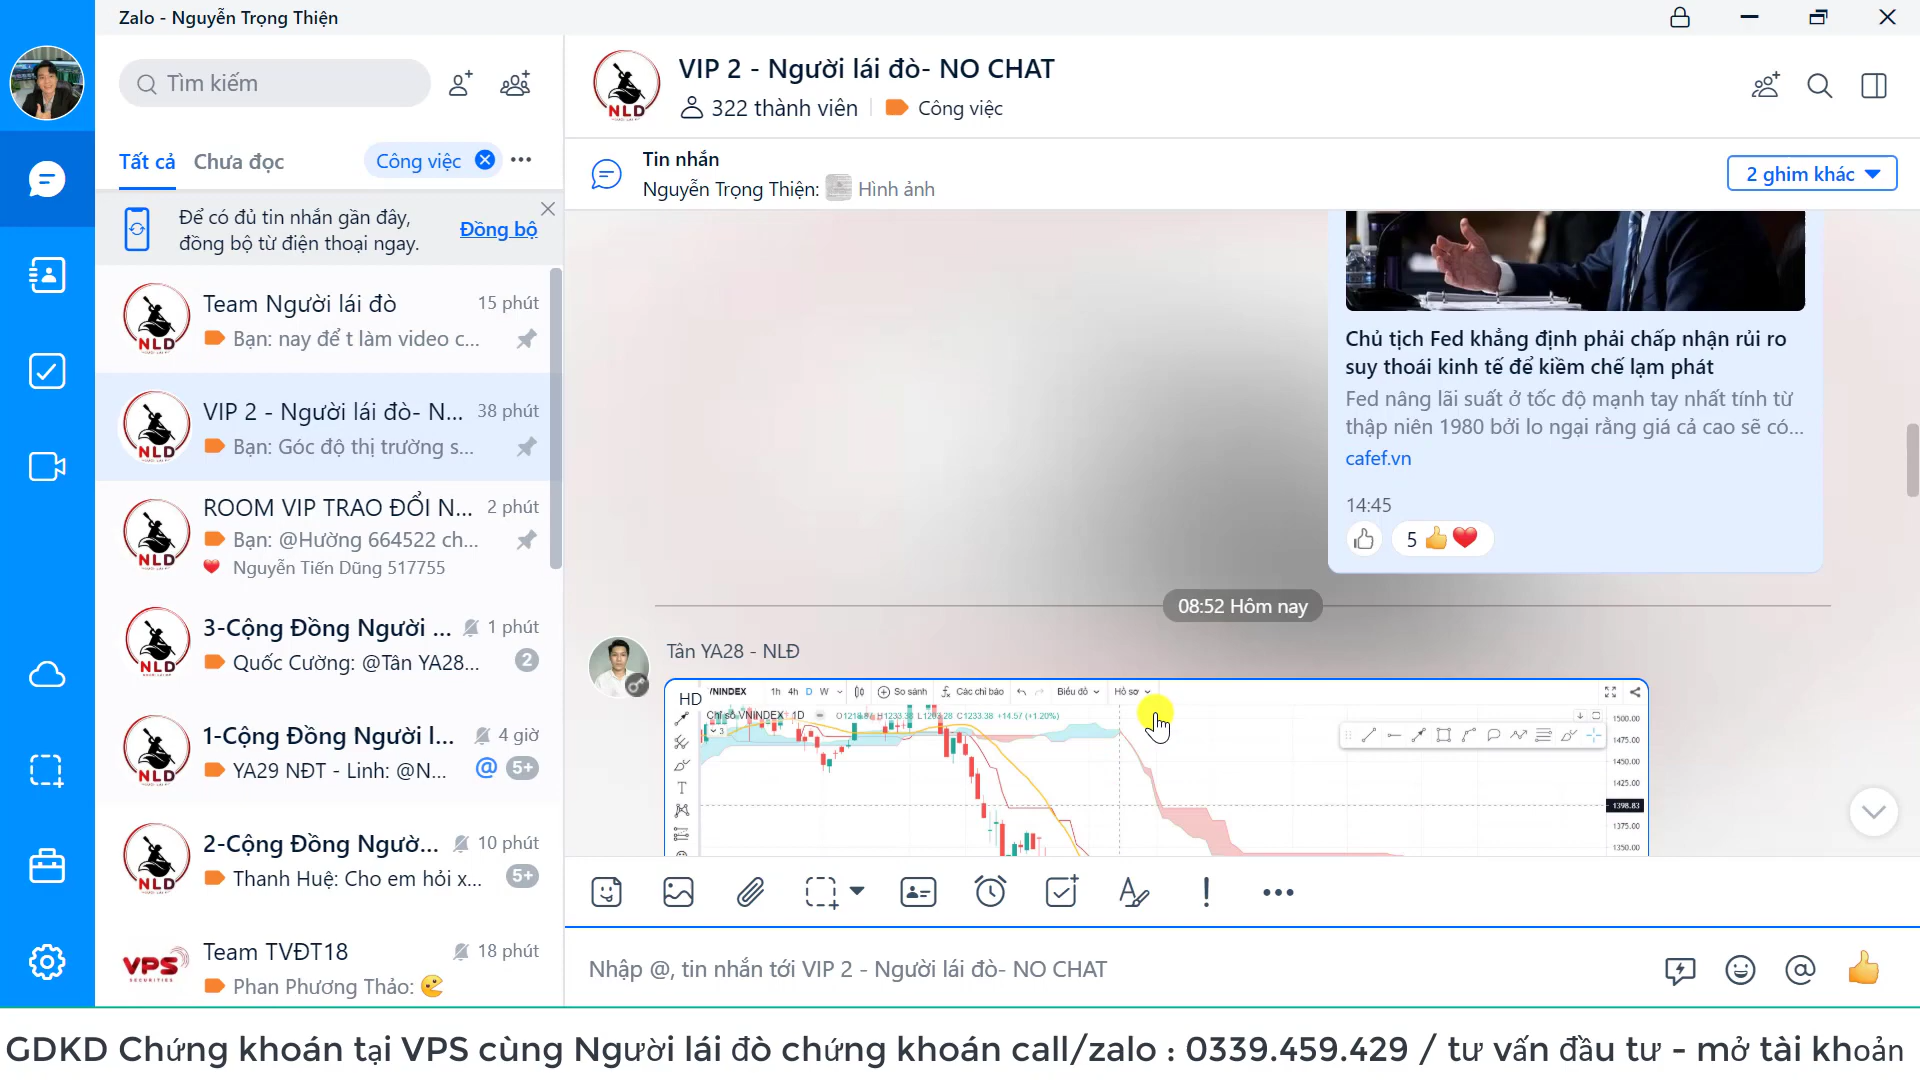 Zalo - Nguyễn Trọng Thiện
Tìm kiếm
Tất cả Chưa đọc
Công việc
Để có đủ tin nhắn gần đây,
đồng bộ từ điện thoại ngay.
Đồng bộ
Team Người lái đò 15 phút
Bạn: nay để t làm video c...
VIP 2 - Người lái đò- N... 38 phút
Bạn: Góc độ thị trường s...
ROOM VIP TRAO ĐỔI N... 2 phút
Bạn: @Hường 664522 ch...
Nguyễn Tiến Dũng 517755
3-Cộng Đồng Người ... 1 phút
Quốc Cường: @Tân YA28... 2
1-Cộng Đồng Người l... 4 giờ
YA29 NĐT - Linh: @N... @ 5+
2-Cộng Đồng Ngườ... 10 phút
Thanh Huệ: Cho em hỏi x... 5+
Team TVĐT18 18 phút
Phan Phương Thảo:
NLD
VPS
SECURITIES
VIP 2 - Người lái đò- NO CHAT
322 thành viên Công việc
Tin nhắn
Nguyễn Trọng Thiện: Hình ảnh
2 ghim khác
Chủ tịch Fed khẳng định phải chấp nhận rủi ro
suy thoái kinh tế để kiềm chế lạm phát
Fed nâng lãi suất ở tốc độ mạnh tay nhất tính từ
thập niên 1980 bởi lo ngại rằng giá cả cao sẽ có...
cafef.vn
14:45
5
08:52 Hôm nay
Tân YA28 - NLĐ
HD VNINDEX 1h 4h D W So sánh Các chỉ báo Biểu đồ Hồ sơ
Chỉ số VNINDEX 1D H1233.38 C1233.38 +14.57 (+1.20%)
3
1500.00
1475.00
1450.00
1425.00
1398.83
1375.00
1350.00
Nhập @, tin nhắn tới VIP 2 - Người lái đò- NO CHAT
GDKD Chứng khoán tại VPS cùng Người lái đò chứng khoán call/zalo : 0339.459.429 / tư vấn đầu tư - mở tài khoản